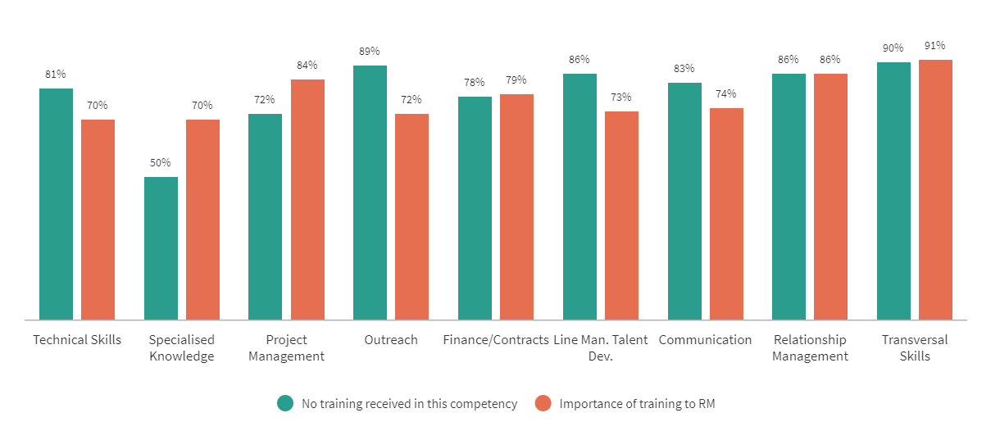 81%
70%
50%
70%
72%
84%
89%
72%
78%
79%
86%
73%
83%
74%
86%
86%
90%
91%
Technical Skills
Specialised
Knowledge
Project
Management
Outreach
Finance/Contracts
Line Man. Talent
Dev.
Communication
Relationship
Management
Transversal
Skills
No training received in this competency
Importance of training to RM